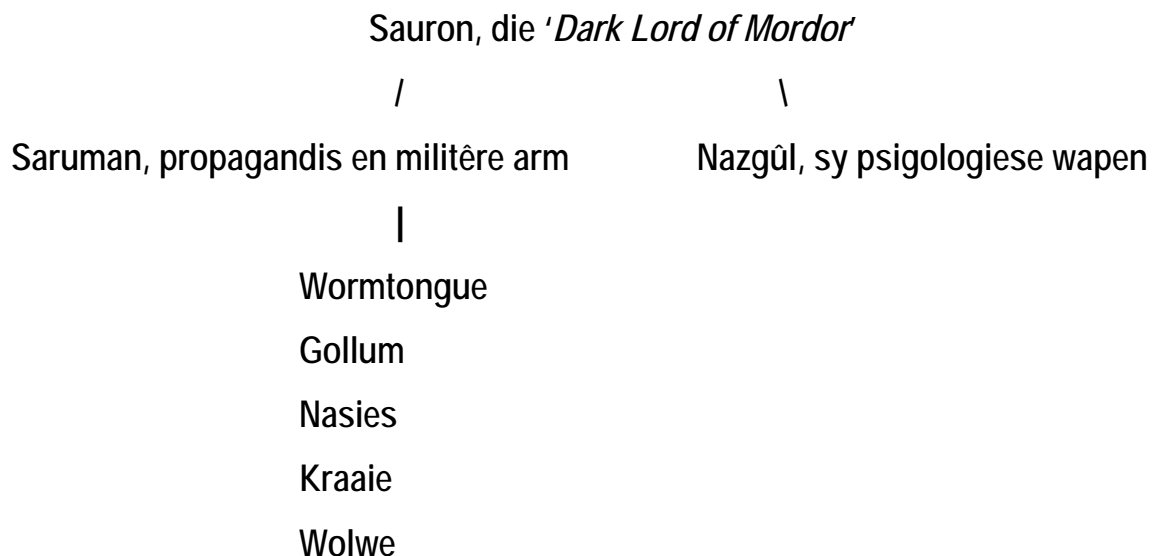 Sauron, die ‘Dark Lord of Mordor’
/ \
Saruman, propagandis en militêre arm Nazgûl, sy psigologiese wapen
|
Wormtongue
Gollum
Nasies
Kraaie
Wolwe